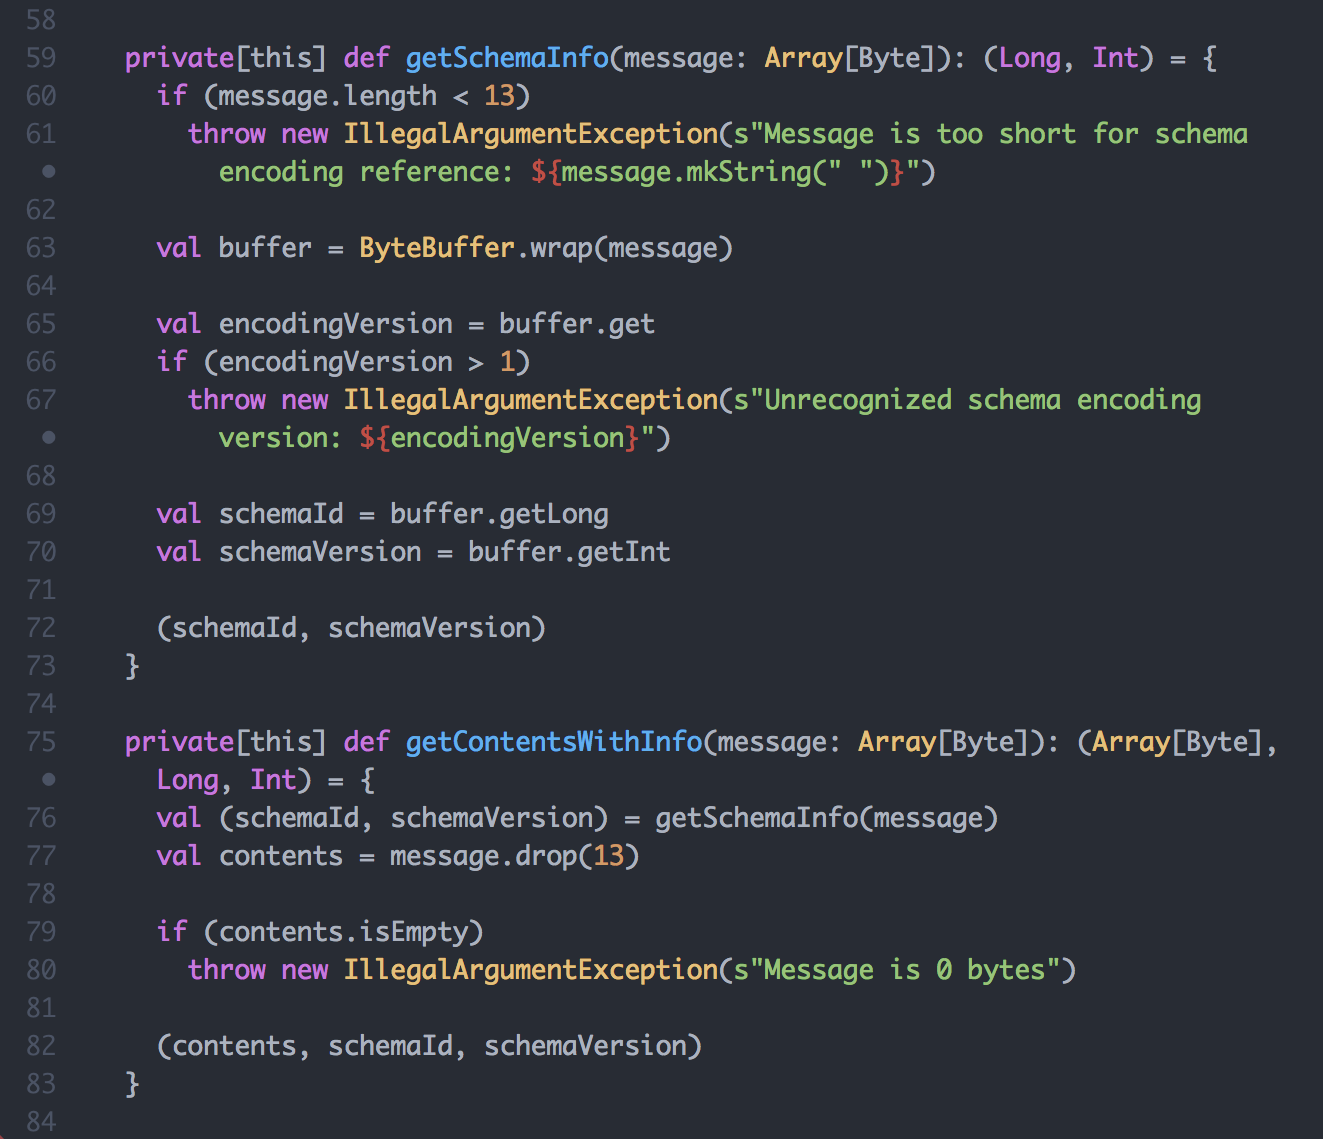 58
59 private[this] def getSchemaInfo(message: Array[Byte]): (Long, Int) = {
60 if (message.length < 13)
61 throw new IllegalArgumentException(s"Message is too short for schema
• encoding reference: ${message.mkString(" ")}")
62
63 val buffer = ByteBuffer.wrap(message)
64
65 val encodingVersion = buffer.get
66 if (encodingVersion > 1)
67 throw new IllegalArgumentException(s"Unrecognized schema encoding
• version: ${encodingVersion}")
68
69 val schemaId = buffer.getLong
70 val schemaVersion = buffer.getInt
71
72 (schemaId, schemaVersion)
73 }
74
75 private[this] def getContentsWithInfo(message: Array[Byte]): (Array[Byte],
• Long, Int) = {
76 val (schemaId, schemaVersion) = getSchemaInfo(message)
77 val contents = message.drop(13)
78
79 if (contents.isEmpty)
80 throw new IllegalArgumentException(s"Message is 0 bytes")
81
82 (contents, schemaId, schemaVersion)
83 }
84